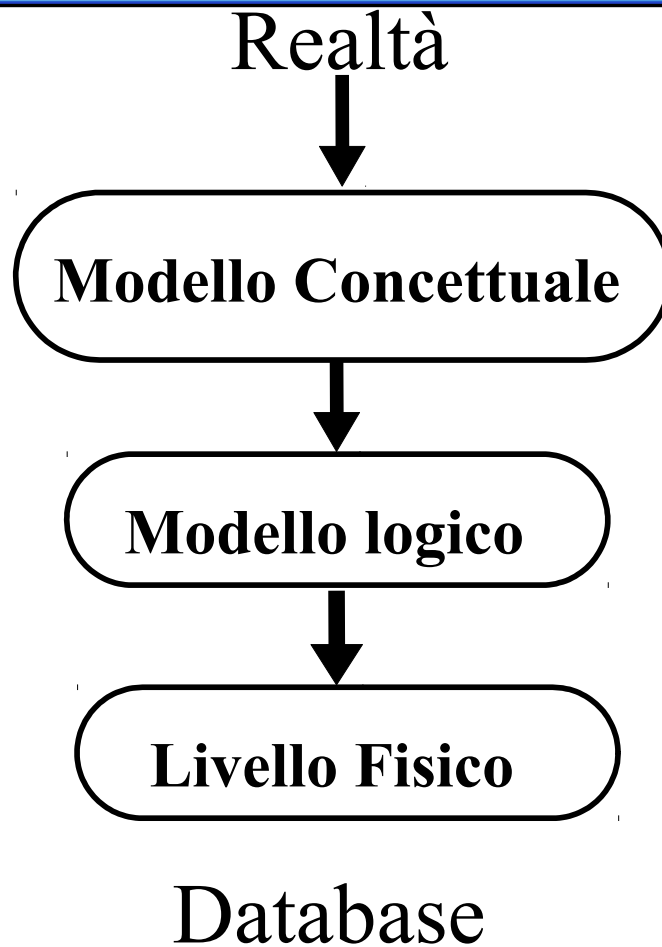 Realtà
Modello Concettuale
Modello logico
Livello Fisico
Database